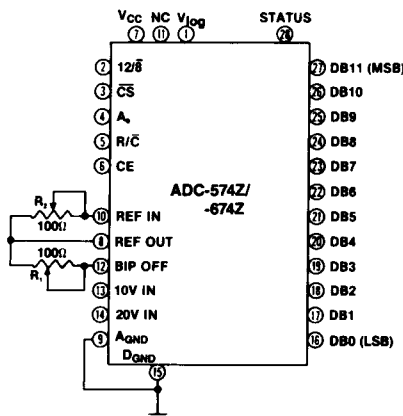 VCC NC Vlog STATUS
7 11 1 28
2 12/8̅
3 C̅S̅
4 Ao
5 R/C̅
6 CE
ADC-574Z/
-674Z
R2
100Ω
10 REF IN
8 REF OUT
100Ω
R1
12 BIP OFF
13 10V IN
14 20V IN
9 AGND
DGND
15
27 DB11 (MSB)
26 DB10
25 DB9
24 DB8
23 DB7
22 DB6
21 DB5
20 DB4
19 DB3
18 DB2
17 DB1
16 DB0 (LSB)